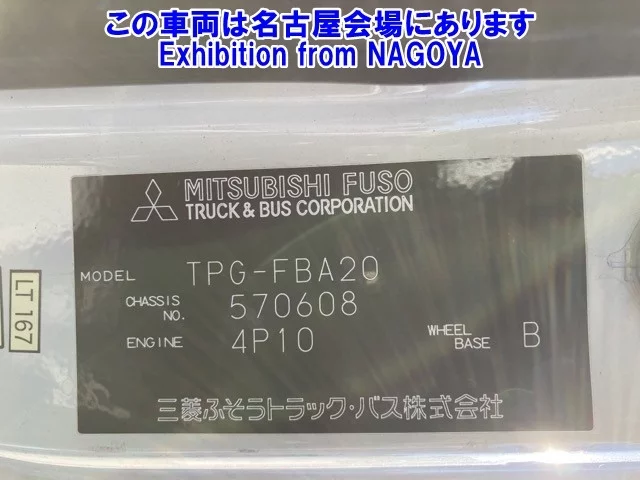 この車両は名古屋会場にあります
Exhibition from NAGOYA
MITSUBISHI FUSO
TRUCK & BUS CORPORATION
MODEL TPG-FBA20
CHASSIS NO. 570608
ENGINE 4P10 WHEEL BASE B
三菱ふそうトラック・バス株式会社
LT167